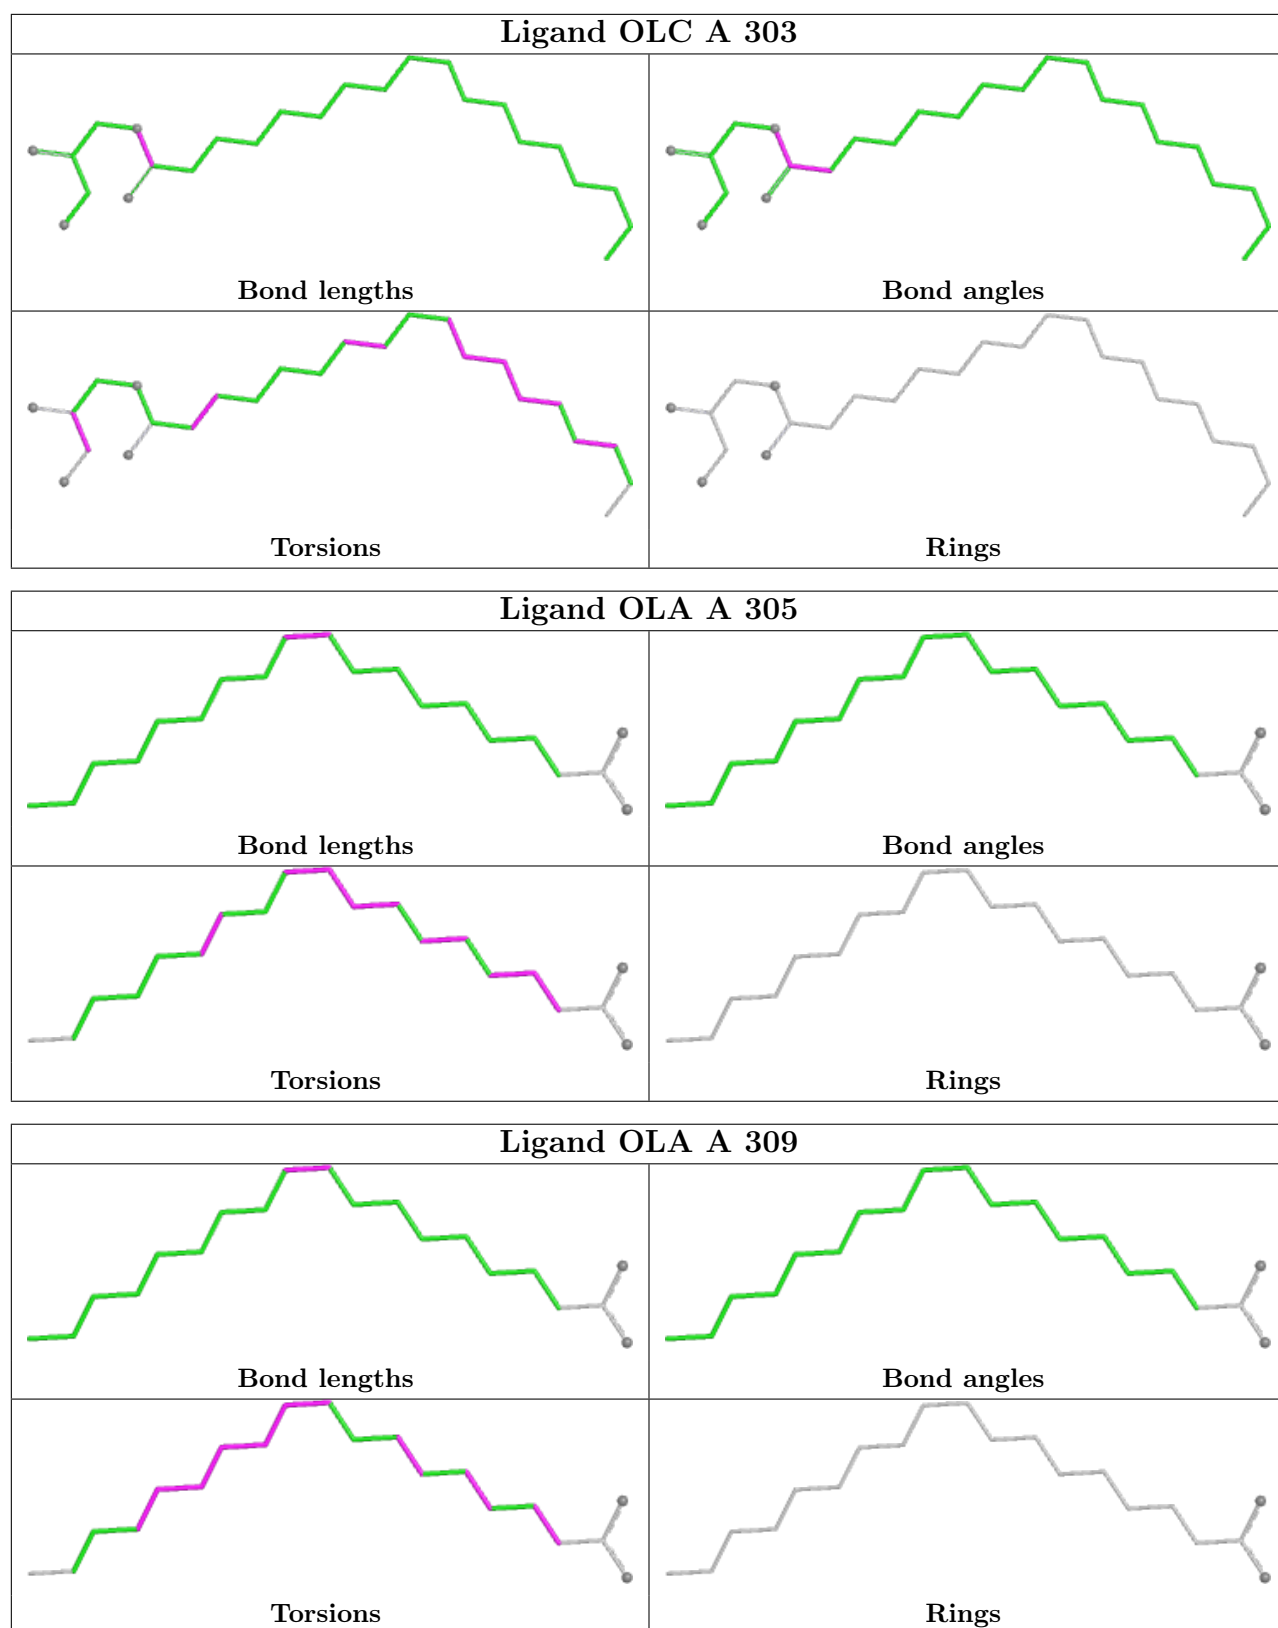 Ligand OLC A 303
Bond lengths
Bond angles
Torsions
Rings
Ligand OLA A 305
Bond lengths
Bond angles
Torsions
Rings
Ligand OLA A 309
Bond lengths
Bond angles
Torsions
Rings